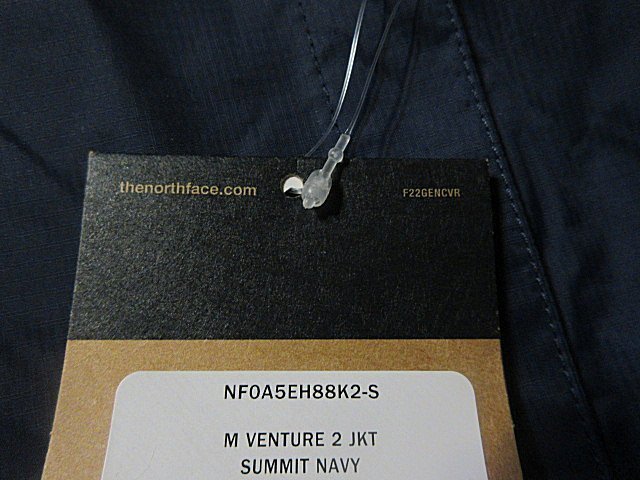 thenorthface.com
F22GENCVR
NF0A5EH88K2-S
M VENTURE 2 JKT
SUMMIT NAVY